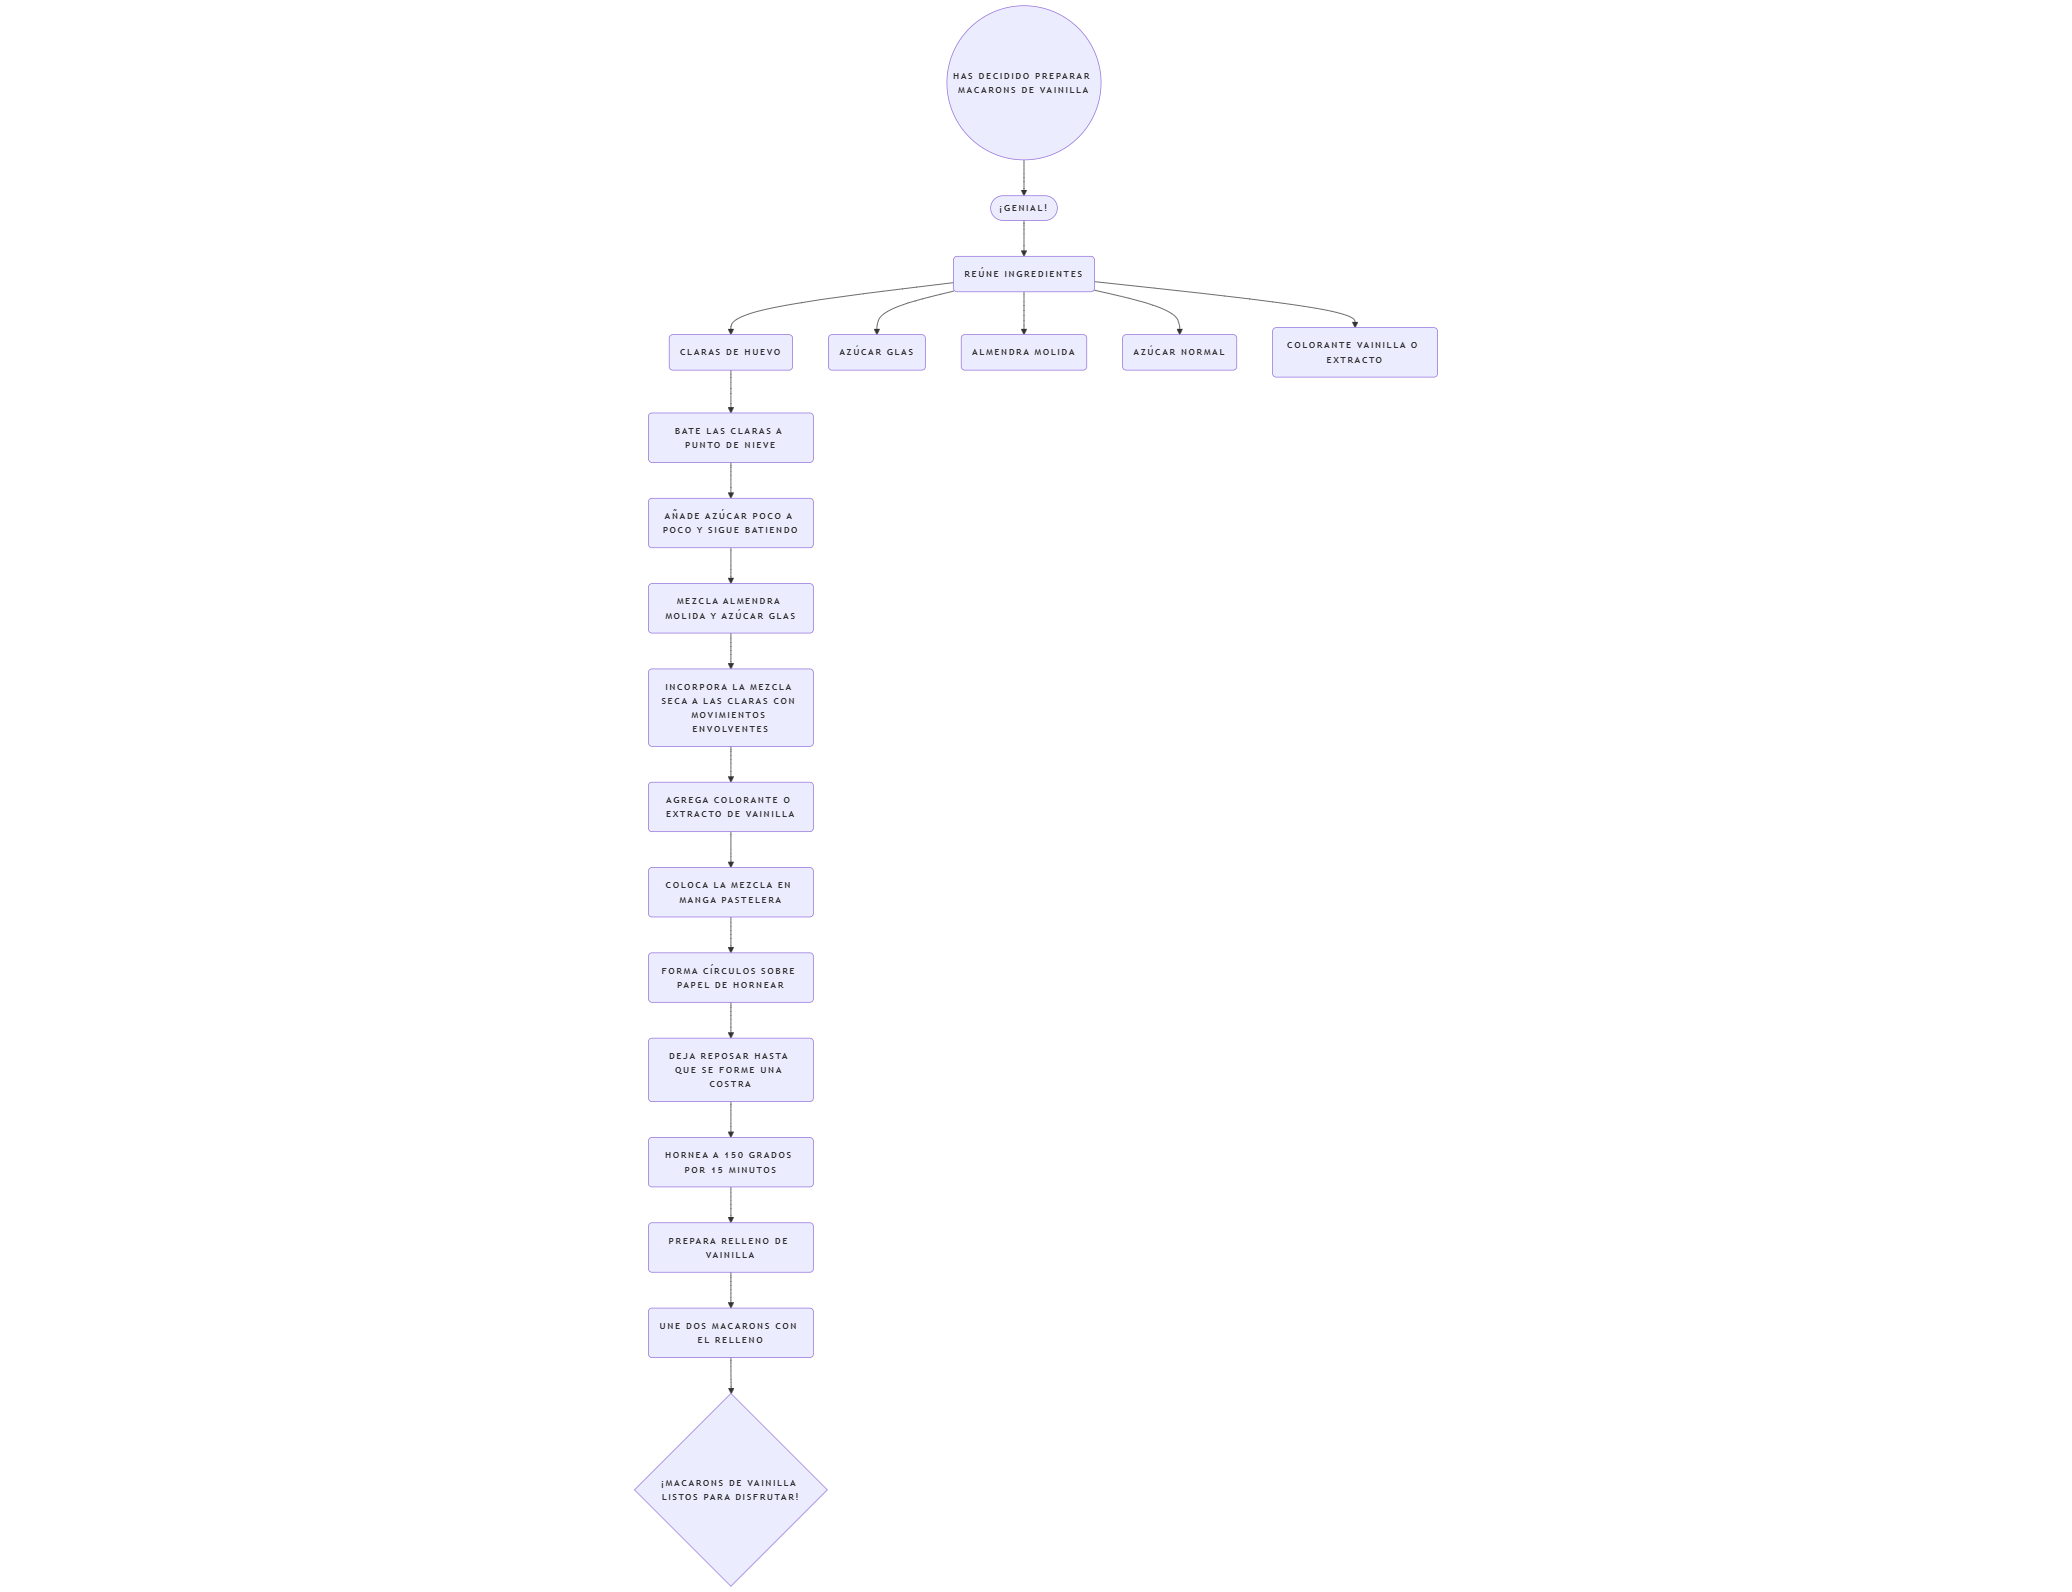 HAS DECIDIDO PREPARAR
MACARONS DE VAINILLA
¡GENIAL!
REÚNE INGREDIENTES
CLARAS DE HUEVO
AZÚCAR GLAS
ALMENDRA MOLIDA
AZÚCAR NORMAL
COLORANTE VAINILLA O
EXTRACTO
BATE LAS CLARAS A
PUNTO DE NIEVE
AÑADE AZÚCAR POCO A
POCO Y SIGUE BATIENDO
MEZCLA ALMENDRA
MOLIDA Y AZÚCAR GLAS
INCORPORA LA MEZCLA
SECA A LAS CLARAS CON
MOVIMIENTOS
ENVOLVENTES
AGREGA COLORANTE O
EXTRACTO DE VAINILLA
COLOCA LA MEZCLA EN
MANGA PASTELERA
FORMA CÍRCULOS SOBRE
PAPEL DE HORNEAR
DEJA REPOSAR HASTA
QUE SE FORME UNA
COSTRA
HORNEA A 150 GRADOS
POR 15 MINUTOS
PREPARA RELLENO DE
VAINILLA
UNE DOS MACARONS CON
EL RELLENO
¡MACARONS DE VAINILLA
LISTOS PARA DISFRUTAR!